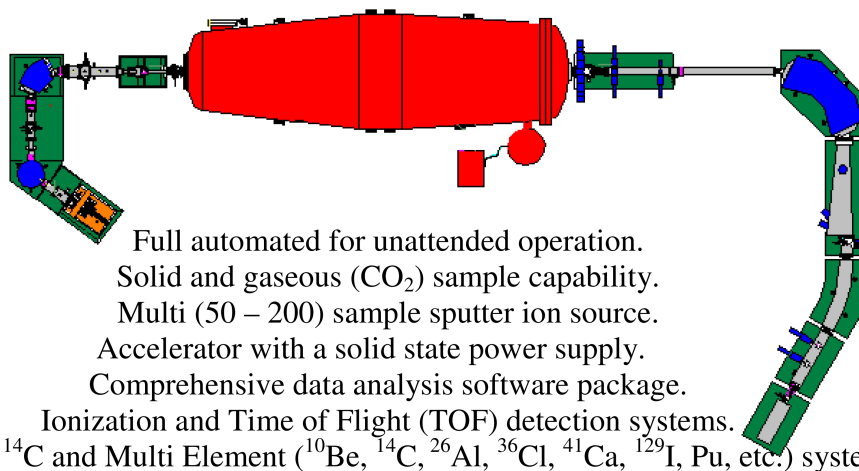 Full automated for unattended operation.
Solid and gaseous (CO₂) sample capability.
Multi (50 – 200) sample sputter ion source.
Accelerator with a solid state power supply.
Comprehensive data analysis software package.
Ionization and Time of Flight (TOF) detection systems.
¹⁴C and Multi Element (¹⁰Be, ¹⁴C, ²⁶Al, ³⁶Cl, ⁴¹Ca, ¹²⁹I, Pu, etc.) syste